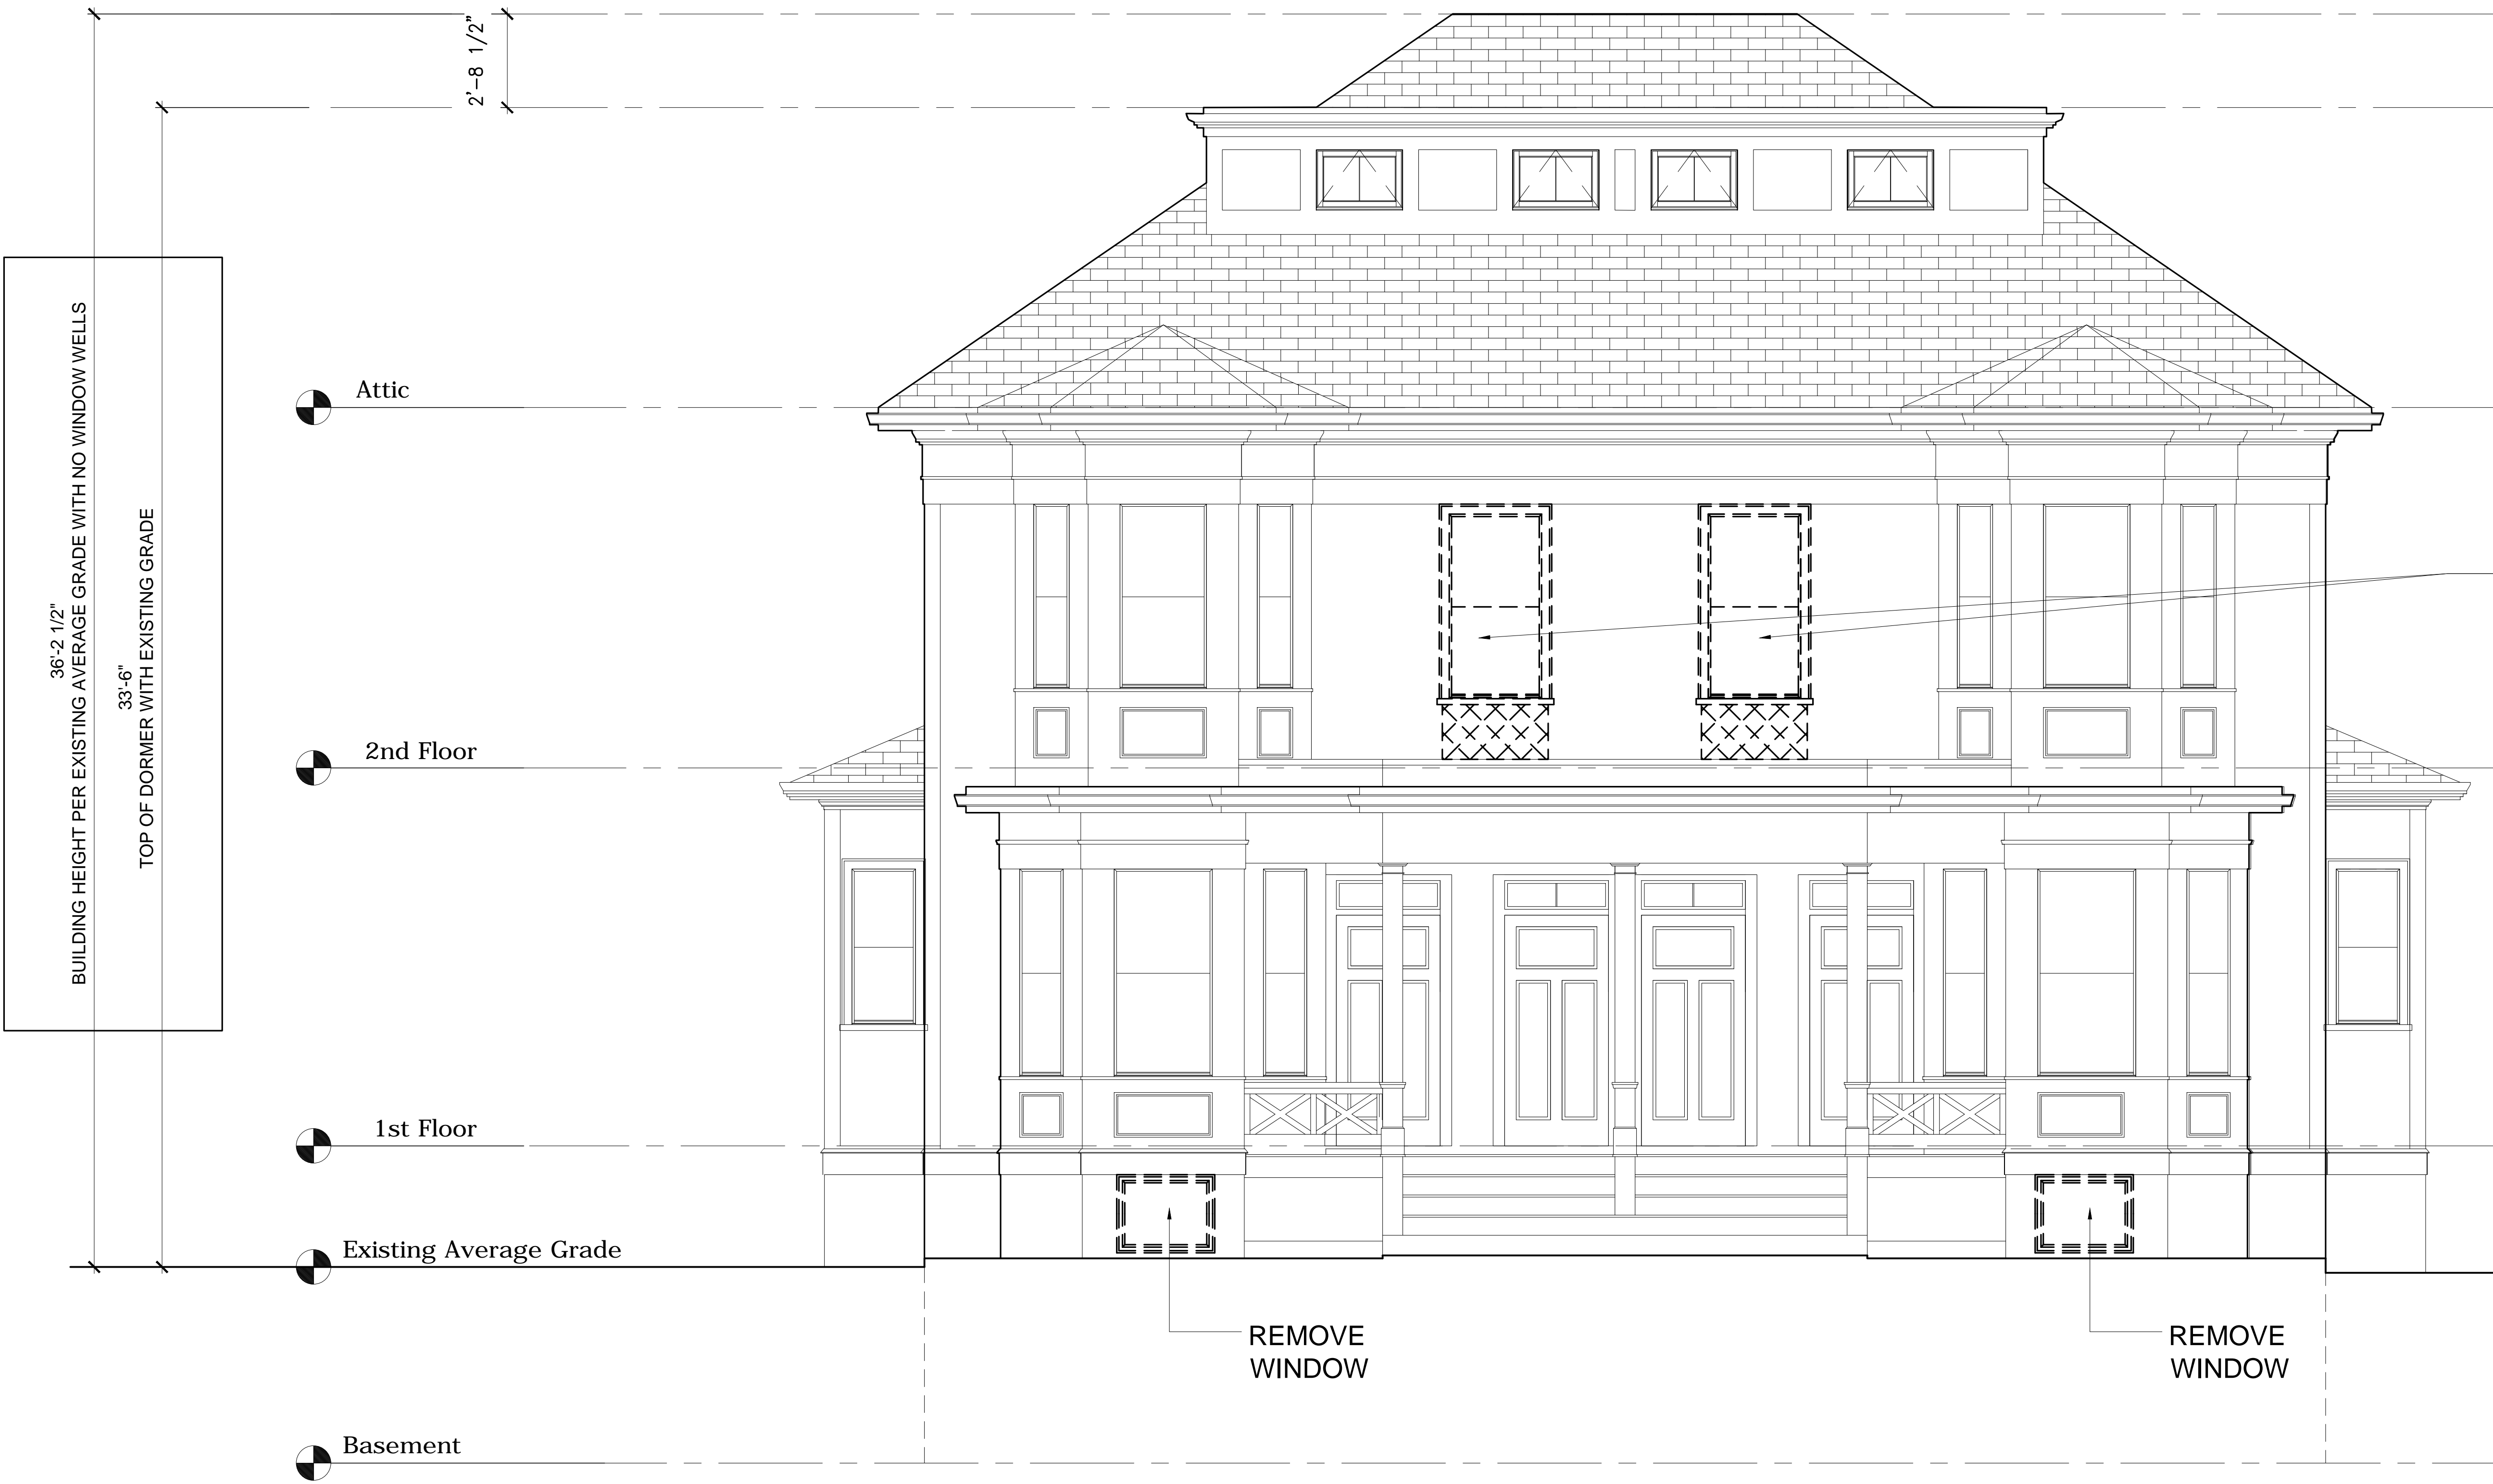 2'-8 1/2"
36'-2 1/2"
BUILDING HEIGHT PER EXISTING AVERAGE GRADE WITH NO WINDOW WELLS
33'-6"
TOP OF DORMER WITH EXISTING GRADE
Attic
2nd Floor
1st Floor
Existing Average Grade
REMOVE
WINDOW
REMOVE
WINDOW
Basement